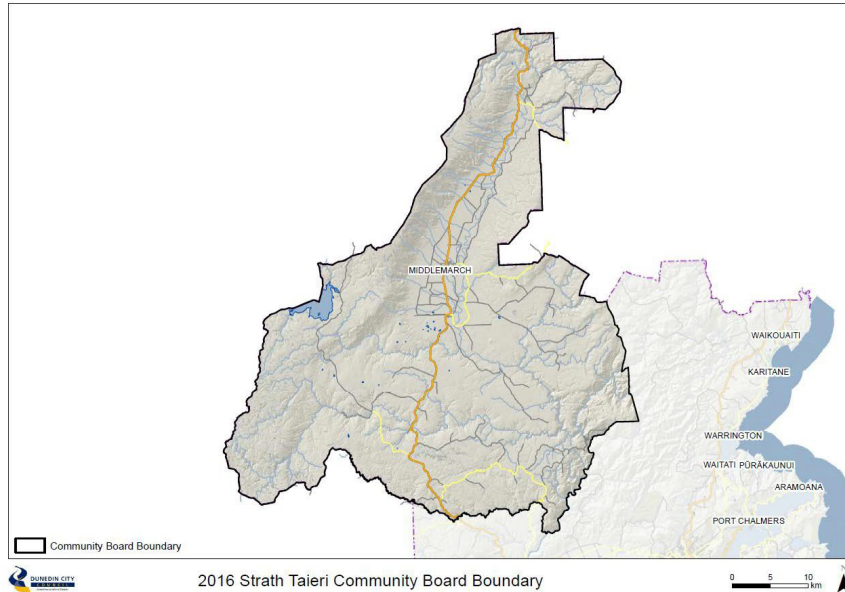 MIDDLEMARCH
WAIKOUAITI
KARITANE
WARRINGTON
WAITATI
PŪRĀKAUNUI
ARAMOANA
PORT CHALMERS
Community Board Boundary
DUNEDIN CITY
COUNCIL
2016 Strath Taieri Community Board Boundary
0 5 10
km
N